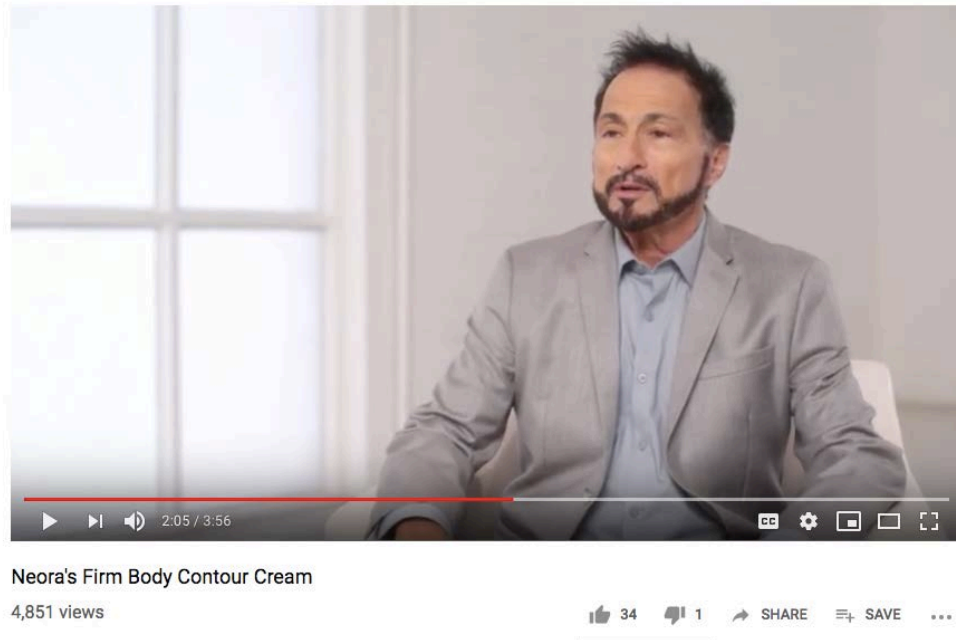 2:05 / 3:56
CC
Neora's Firm Body Contour Cream
4,851 views
34 1 SHARE SAVE